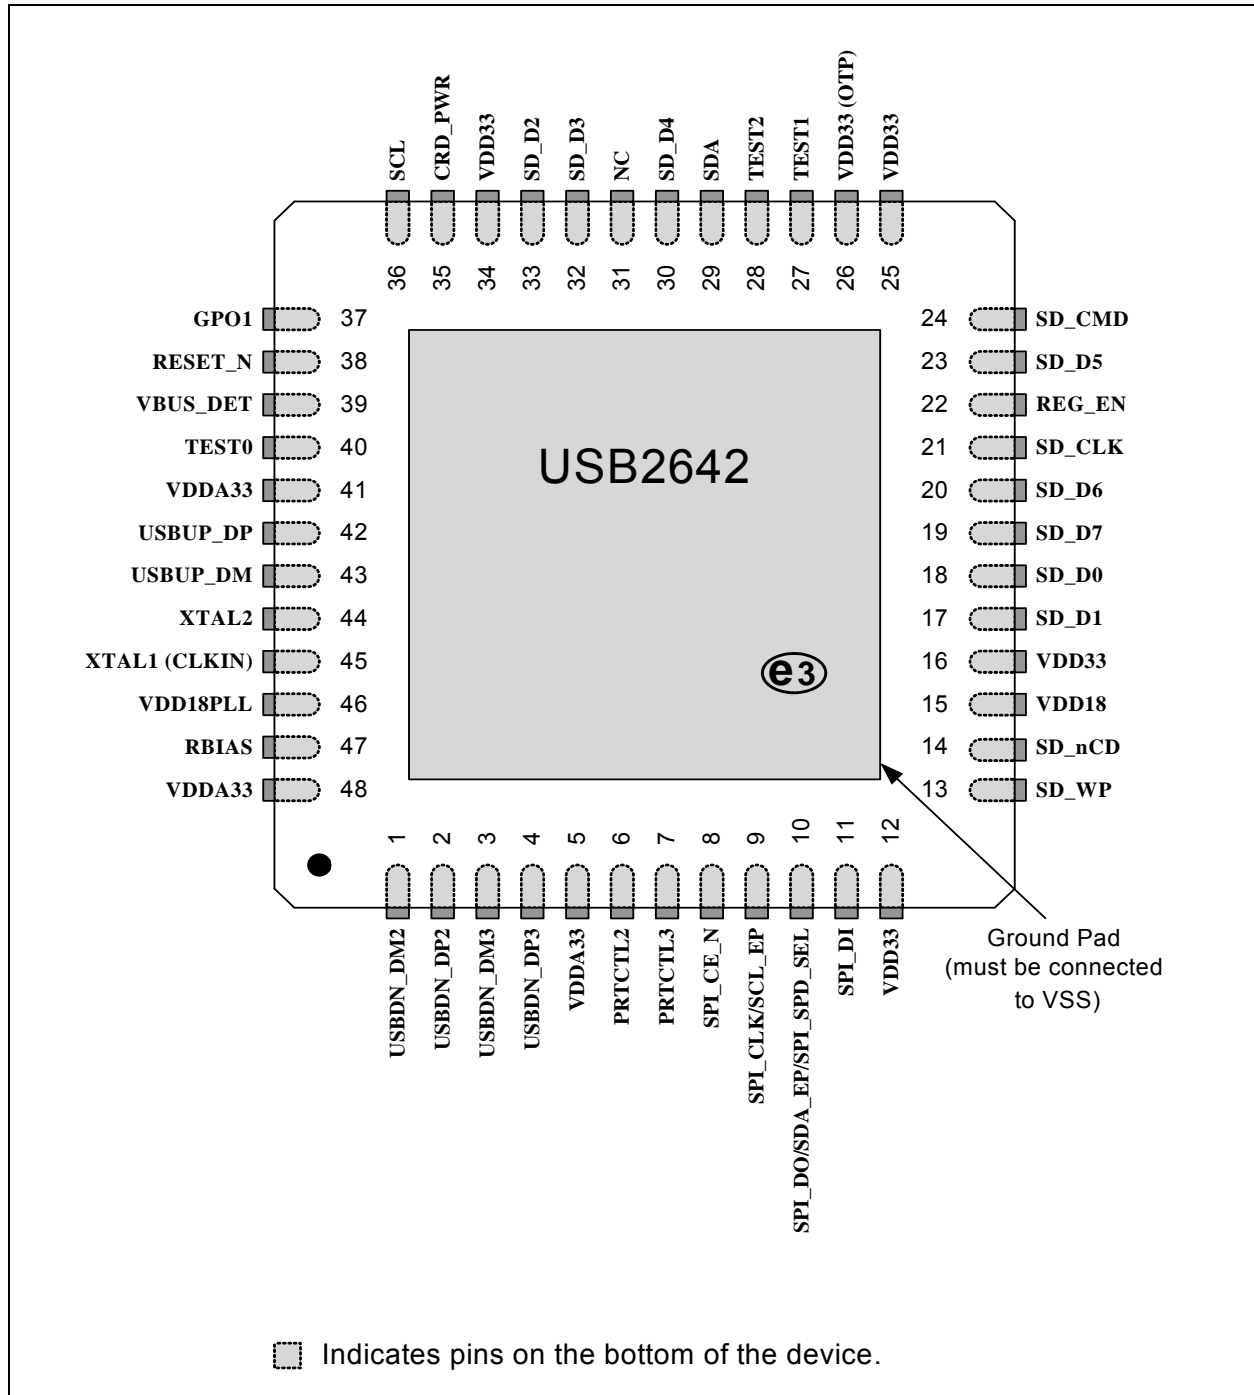 SCL
CRD_PWR
VDD33
SD_D2
SD_D3
NC
SD_D4
SDA
TEST2
TEST1
VDD33 (OTP)
VDD33
36
35
34
33
32
31
30
29
28
27
26
25
GPO1 37
RESET_N 38
VBUS_DET 39
TEST0 40
VDDA33 41
USBUP_DP 42
USBUP_DM 43
XTAL2 44
XTAL1 (CLKIN) 45
VDD18PLL 46
RBIAS 47
VDDA33 48
USB2642
e3
24 SD_CMD
23 SD_D5
22 REG_EN
21 SD_CLK
20 SD_D6
19 SD_D7
18 SD_D0
17 SD_D1
16 VDD33
15 VDD18
14 SD_nCD
13 SD_WP
1
2
3
4
5
6
7
8
9
10
11
12
USBDN_DM2
USBDN_DP2
USBDN_DM3
USBDN_DP3
VDDA33
PRTCTL2
PRTCTL3
SPI_CE_N
SPI_CLK/SCL_EP
SPI_DO/SDA_EP/SPI_SPD_SEL
SPI_DI
VDD33
Ground Pad
(must be connected
to VSS)
Indicates pins on the bottom of the device.